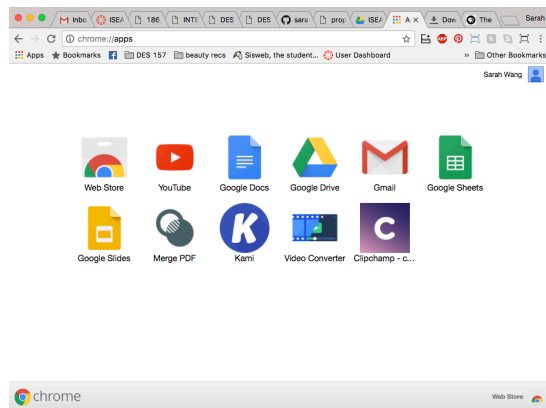 Inbc ISEA 186 INTE DES DES sara prop ISEA A Dow The Sarah
chrome://apps
Apps Bookmarks DES 157 beauty recs Sisweb, the student... User Dashboard » Other Bookmarks
Sarah Wang
Web Store YouTube Google Docs Google Drive Gmail Google Sheets
Google Slides Merge PDF Kami Video Converter Clipchamp - c...
chrome Web Store